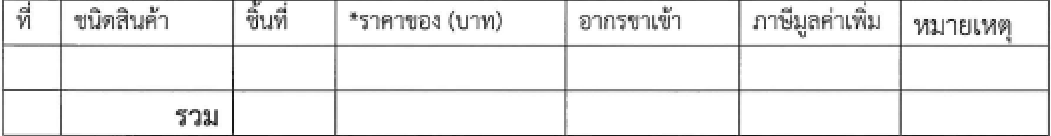 ที่ ชนิดสินค้า ชิ้นที่ *ราคาของ (บาท) อากรขาเข้า ภาษีมูลค่าเพิ่ม หมายเหตุ
รวม